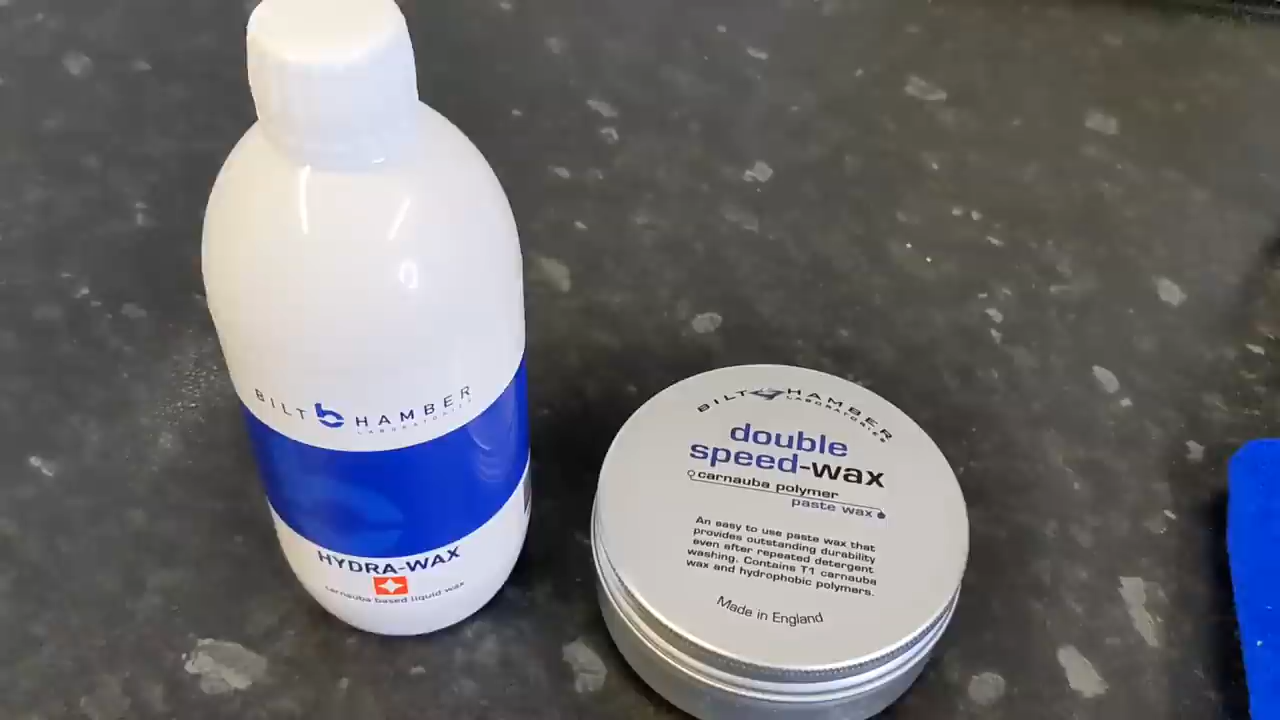 BILT HAMBER
LABORATORIES
HYDRA-WAX
carnauba based liquid wax
BILT HAMBER
LABORATORIES
double
speed-wax
carnauba polymer
paste wax
An easy to use paste wax that
provides outstanding durability
even after repeated detergent
washing. Contains T1 carnauba
wax and hydrophobic polymers.
Made in England